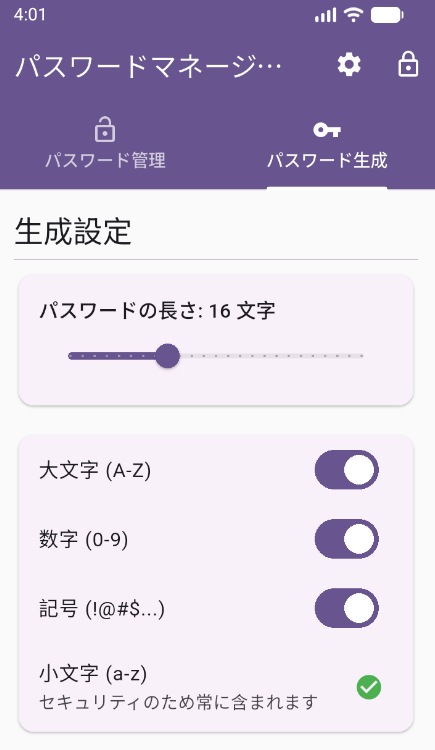 4:01
パスワードマネージ…
パスワード管理
パスワード生成
生成設定
パスワードの長さ: 16 文字
大文字 (A-Z)
数字 (0-9)
記号 (!@#$...)
小文字 (a-z)
セキュリティのため常に含まれます